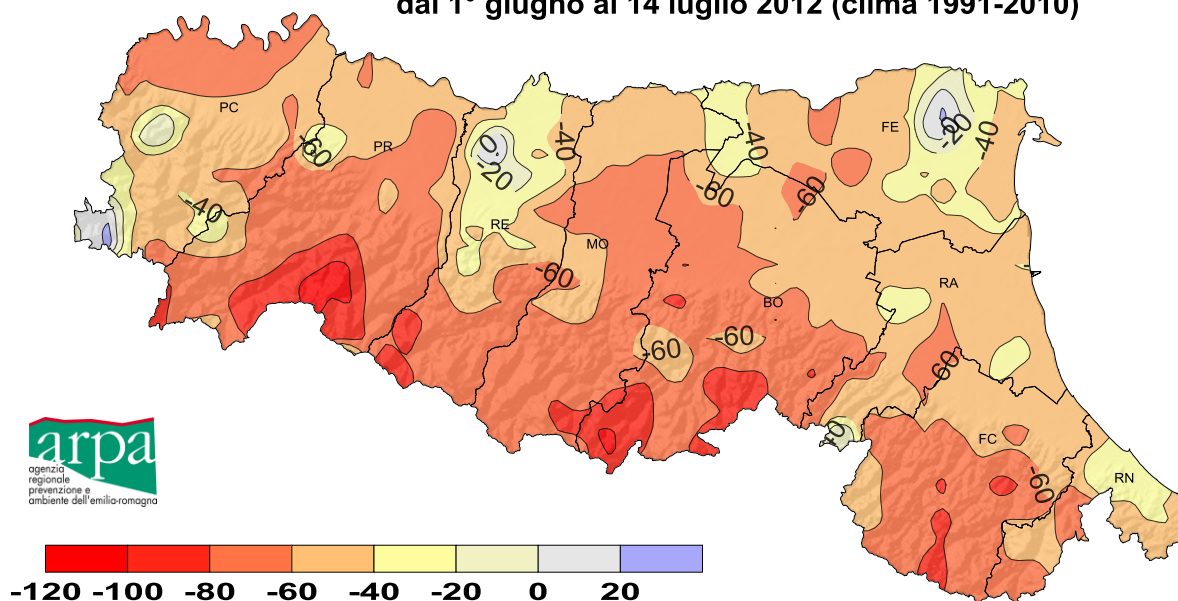 dal 1° giugno al 14 luglio 2012 (clima 1991-2010)
PC
-60
PR
-40
0
-20
-40
RE
MO
-60
-40
-60
-60
FE
-20
-40
BO
RA
-60
-60
-60
FC
-60
RN
arpa
agenzia
regionale
prevenzione e
ambiente dell'emilia-romagna
-120 -100 -80 -60 -40 -20 0 20